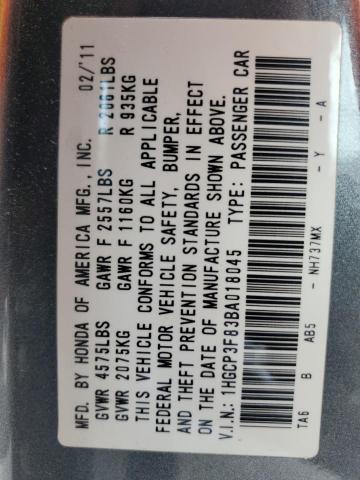 MFD. BY HONDA OF AMERICA MFG., INC. 02/'11
GVWR 4575LBS GAWR F 2557LBS R 2061LBS
GVWR 2075KG GAWR F 1160KG R 935KG
THIS VEHICLE CONFORMS TO ALL APPLICABLE
FEDERAL MOTOR VEHICLE SAFETY, BUMPER,
AND THEFT PREVENTION STANDARDS IN EFFECT
ON THE DATE OF MANUFACTURE SHOWN ABOVE.
V.I.N.: 1HGCP3F83BA018045 TYPE: PASSENGER CAR
TA6 B AB5 - NH737MX - Y - A